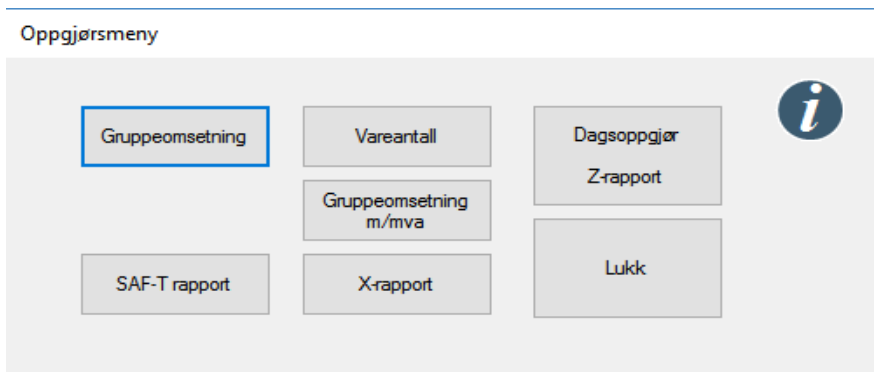 Oppgjørsmeny
Gruppeomsetning
Vareantall
Dagsoppgjør
Z-rapport
Gruppeomsetning
m/mva
SAF-T rapport
X-rapport
Lukk
i